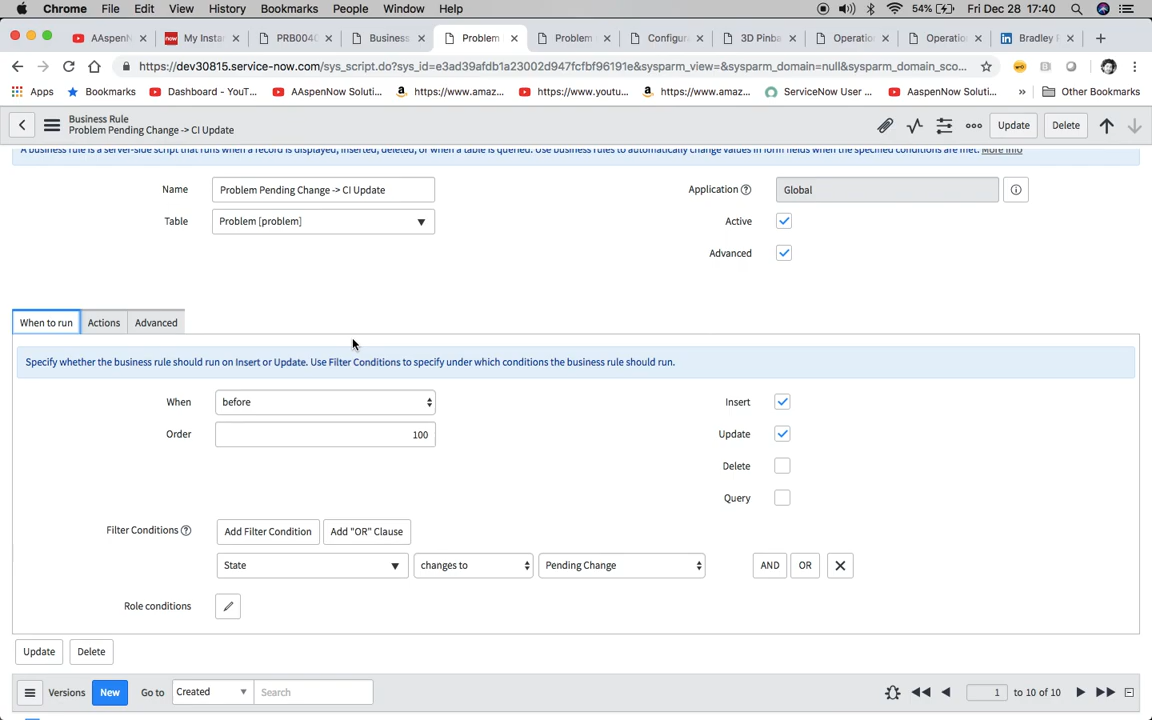 Chrome File Edit View History Bookmarks People Window Help 54% Fri Dec 28 17:40
AAspenN My Insta PRB0040 Business Problem Problem Configura 3D Pinba Operatio Operatio Bradley
https://dev30815.service-now.com/sys_script.do?sys_id=e3ad39afdb1a23002d947fcfbf96191e&sysparm_view=&sysparm_domain=null&sysparm_domain_sco...
Apps Bookmarks Dashboard - YouT... AAspenNow Soluti... https://www.amaz... https://www.youtu... https://www.amaz... ServiceNow User ... AaspenNow Soluti... » Other Bookmarks
Business Rule
Problem Pending Change -> CI Update
Update Delete
A business rule is a server-side script that runs when a record is displayed, inserted, deleted, or when a table is queried. Use business rules to automatically change values in form fields when the specified conditions are met. More Info
Name Problem Pending Change -> CI Update Application Global
Table Problem [problem] Active
Advanced
When to run Actions Advanced
Specify whether the business rule should run on Insert or Update. Use Filter Conditions to specify under which conditions the business rule should run.
When before Insert
Order 100 Update
Delete
Query
Filter Conditions Add Filter Condition Add "OR" Clause
State changes to Pending Change AND OR
Role conditions
Update Delete
Versions New Go to Created Search 1 to 10 of 10